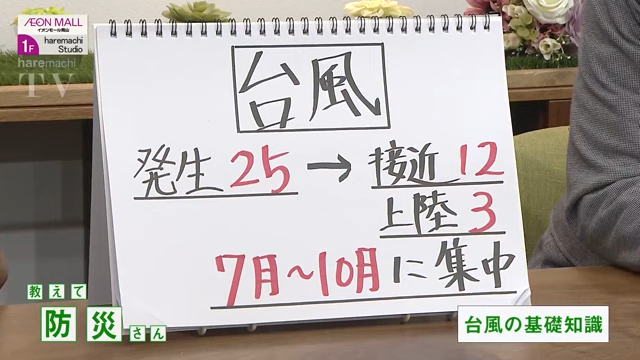 ÆON MALL
イオンモール岡山
1F haremachi Studio
haremachi
TV
台風
発生25→接近12
上陸3
7月～10月に集中
教えて
防災さん
台風の基礎知識